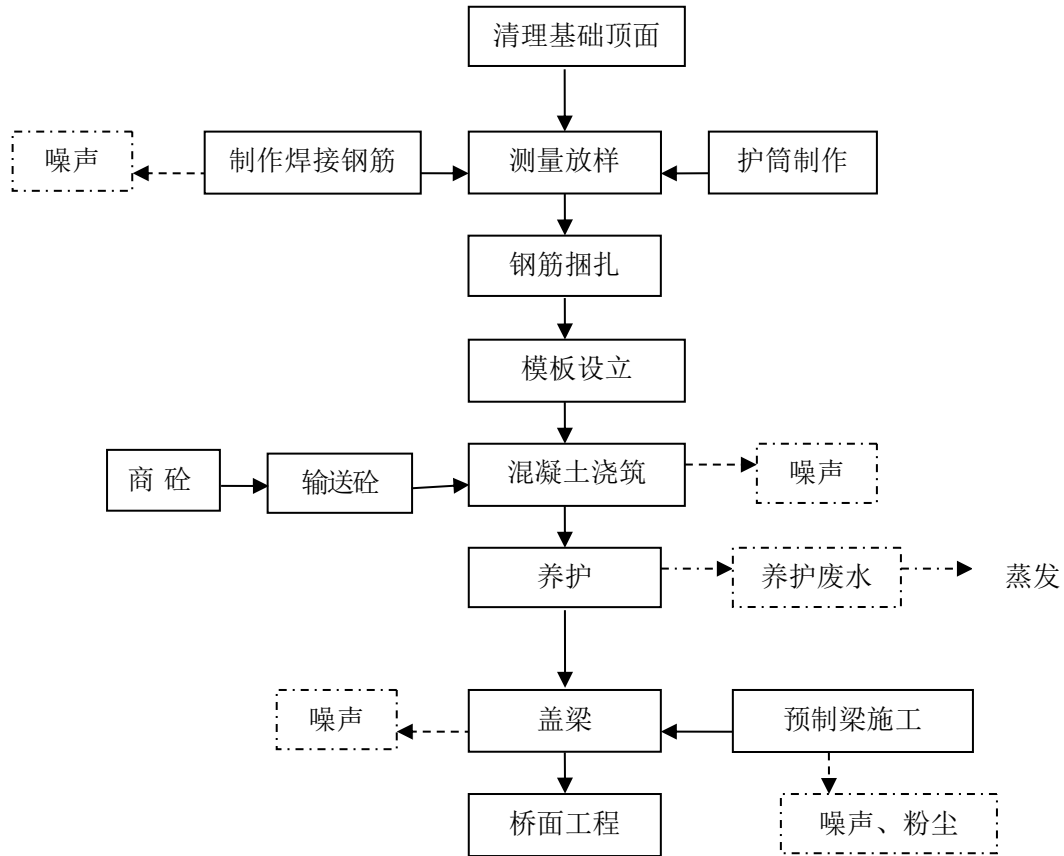 清理基础顶面
噪声
制作焊接钢筋
测量放样
护筒制作
钢筋捆扎
模板设立
商 砼
输送砼
混凝土浇筑
噪声
养护
养护废水
蒸发
噪声
盖梁
预制梁施工
桥面工程
噪声、粉尘